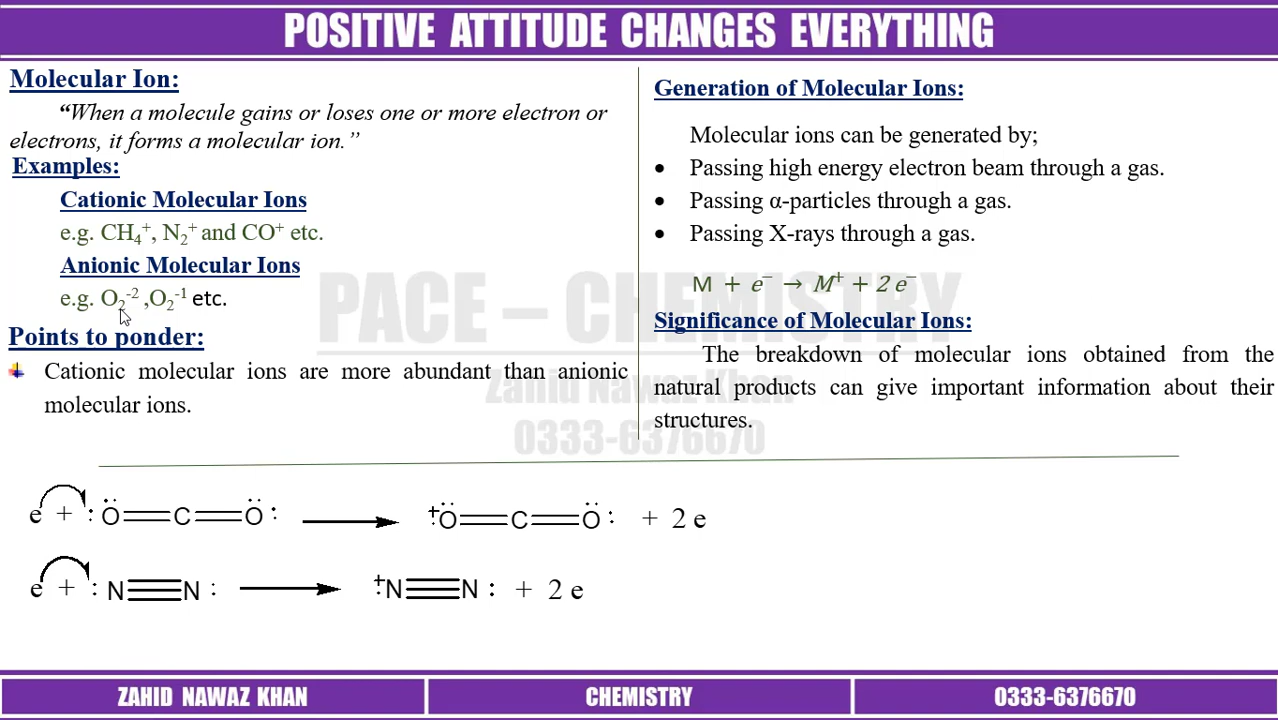 POSITIVE ATTITUDE CHANGES EVERYTHING
Molecular Ion:
“When a molecule gains or loses one or more electron or
electrons, it forms a molecular ion.”
Examples:
Cationic Molecular Ions
e.g. CH₄⁺, N₂⁺ and CO⁺ etc.
Anionic Molecular Ions
e.g. O₂⁻² ,O₂⁻¹ etc.
Points to ponder:
Cationic molecular ions are more abundant than anionic
molecular ions.
Generation of Molecular Ions:
Molecular ions can be generated by;
• Passing high energy electron beam through a gas.
• Passing α-particles through a gas.
• Passing X-rays through a gas.
M + e⁻ → M⁺ + 2 e⁻
Significance of Molecular Ions:
The breakdown of molecular ions obtained from the
natural products can give important information about their
structures.
PACE – CHEMISTRY
Zahid Nawaz Khan
0333-6376670
e + :O=C=O: → +:O=C=O: + 2 e
e + :N≡N: → +:N≡N: + 2 e
ZAHID NAWAZ KHAN CHEMISTRY 0333-6376670